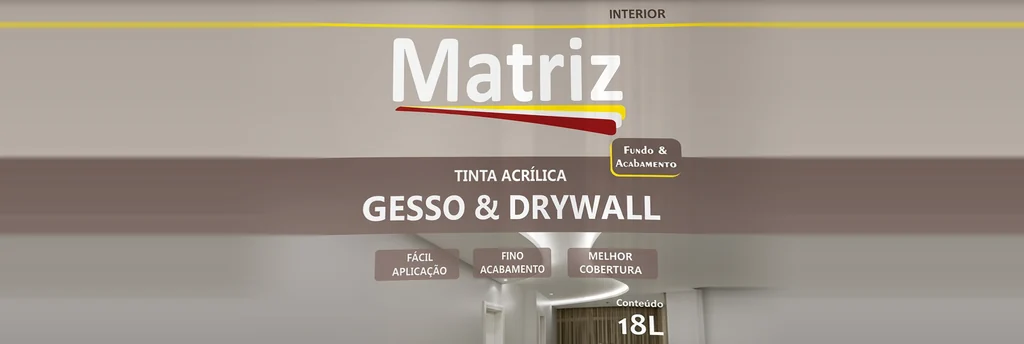 INTERIOR
Matriz
Fundo &
Acabamento
TINTA ACRÍLICA
GESSO & DRYWALL
FÁCIL
APLICAÇÃO
FINO
ACABAMENTO
MELHOR
COBERTURA
Conteúdo
18L